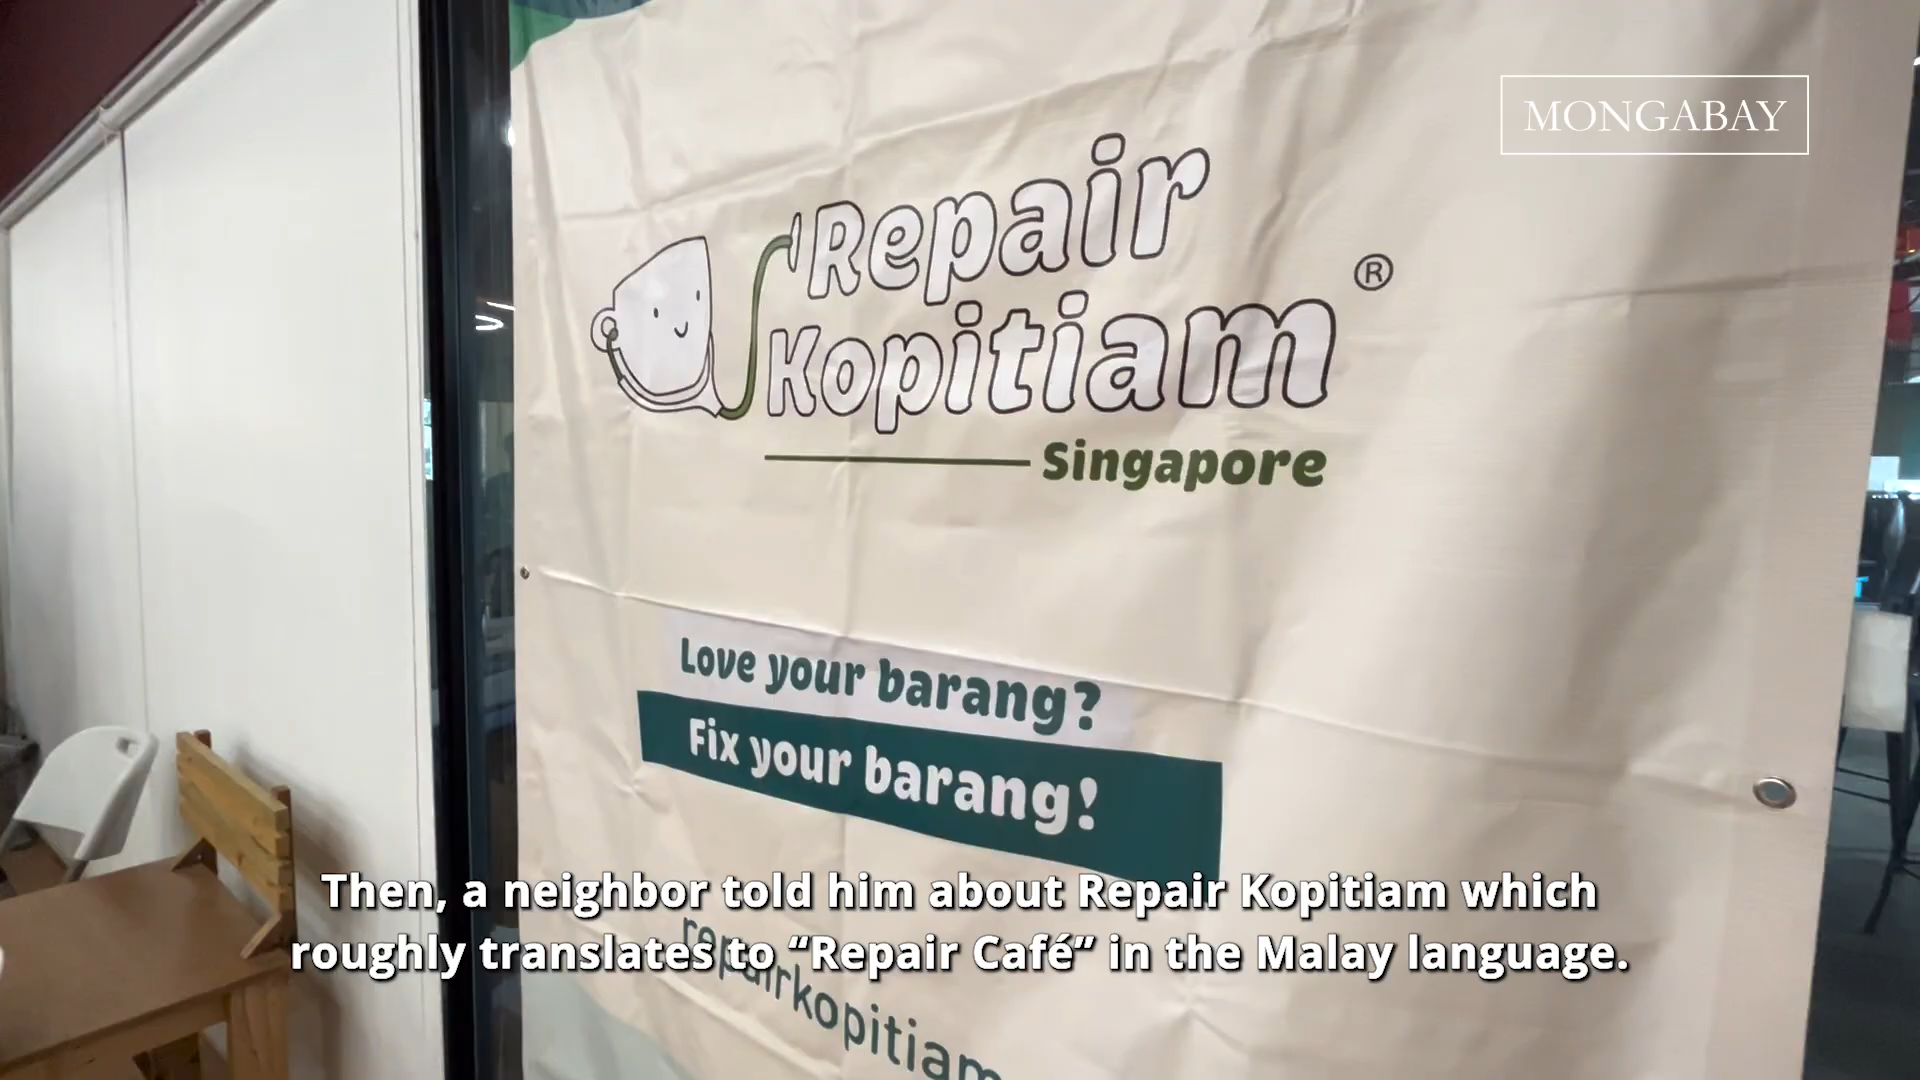 MONGABAY
Repair
Kopitiam ®
Singapore
Love your barang?
Fix your barang!
Then, a neighbor told him about Repair Kopitiam which
roughly translates to “Repair Café” in the Malay language.
repairkopitiam